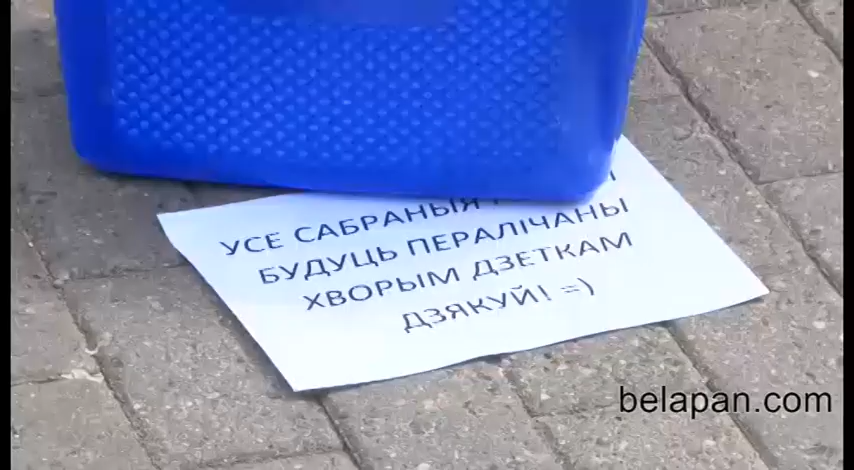 УСЕ САБРАНЫЯ
БУДУЦЬ ПЕРАЛІЧАНЫ
ХВОРЫМ ДЗЕТКАМ
ДЗЯКУЙ! =)
belapan.com